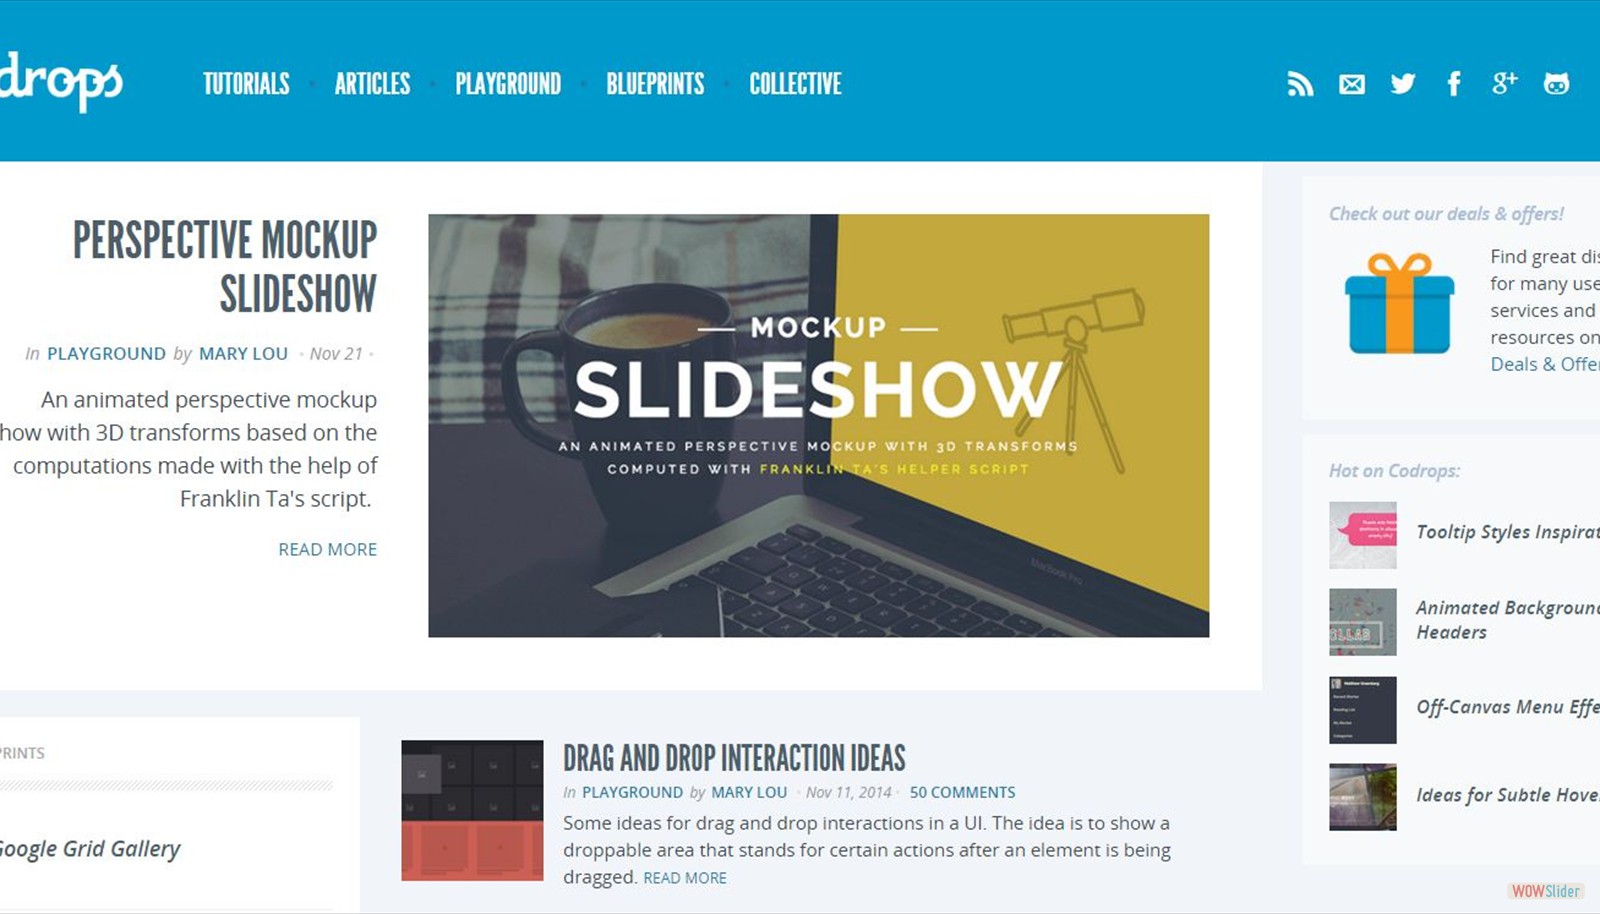 drops
TUTORIALS
ARTICLES
PLAYGROUND
BLUEPRINTS
COLLECTIVE
PERSPECTIVE MOCKUP
SLIDESHOW
In PLAYGROUND by MARY LOU • Nov 21 •
An animated perspective mockup
how with 3D transforms based on the
computations made with the help of
Franklin Ta's script.
READ MORE
MOCKUP
SLIDESHOW
AN ANIMATED PERSPECTIVE MOCKUP WITH 3D TRANSFORMS
COMPUTED WITH FRANKLIN TA'S HELPER SCRIPT
MacBook Pro
Check out our deals & offers!
Find great dis
for many use
services and
resources on
Deals & Offe
Hot on Codrops:
Tooltip Styles Inspirat
Animated Background
Headers
Off-Canvas Menu Effe
Ideas for Subtle Hove
PRINTS
Google Grid Gallery
DRAG AND DROP INTERACTION IDEAS
In PLAYGROUND by MARY LOU • Nov 11, 2014 • 50 COMMENTS
Some ideas for drag and drop interactions in a UI. The idea is to show a
droppable area that stands for certain actions after an element is being
dragged. READ MORE
WOWSlider